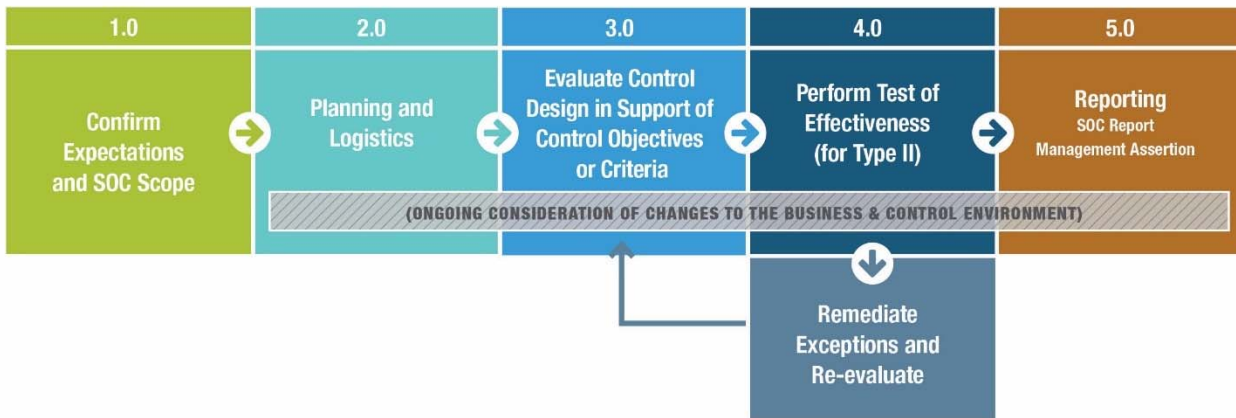 1.0
Confirm
Expectations
and SOC Scope
2.0
Planning and
Logistics
3.0
Evaluate Control
Design in Support of
Control Objectives
or Criteria
4.0
Perform Test of
Effectiveness
(for Type II)
5.0
Reporting
SOC Report
Management Assertion
(ONGOING CONSIDERATION OF CHANGES TO THE BUSINESS & CONTROL ENVIRONMENT)
Remediate
Exceptions and
Re-evaluate